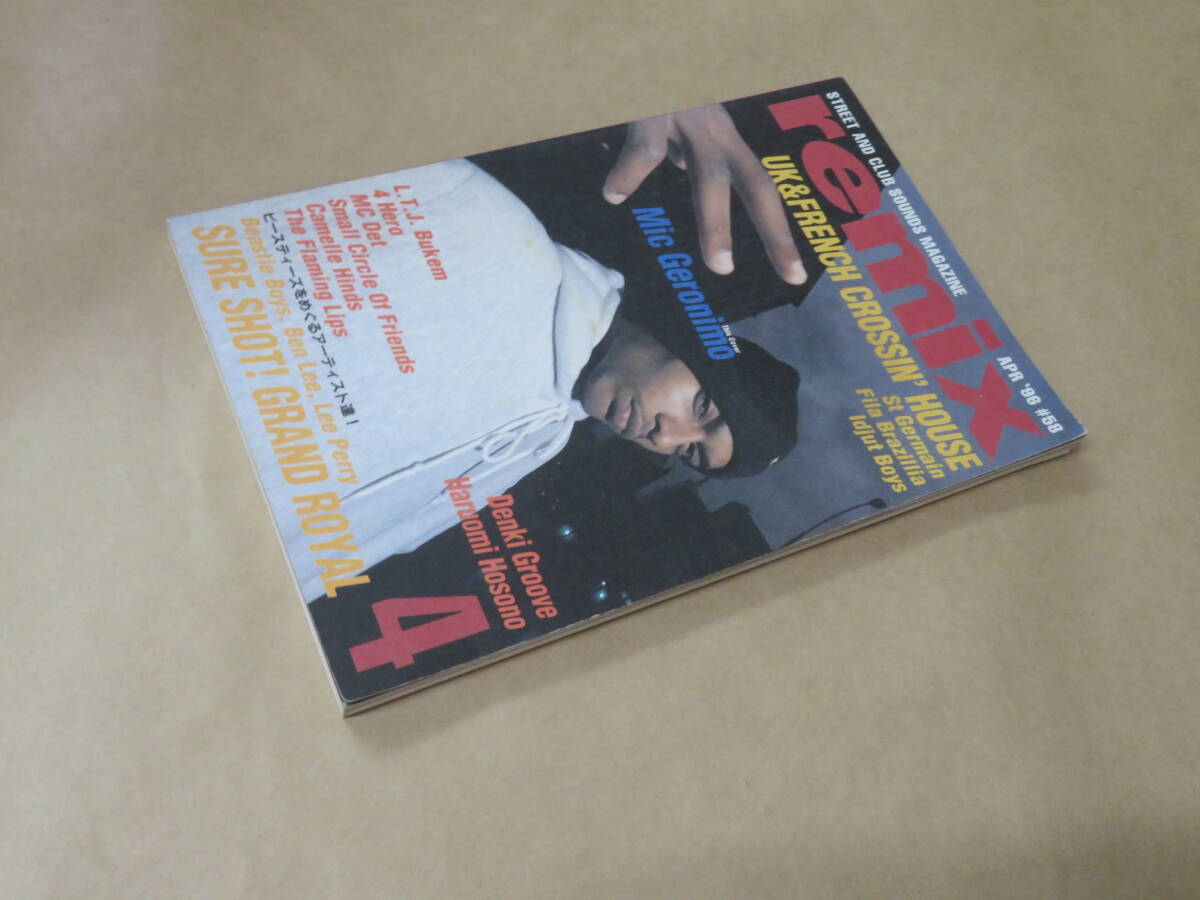 STREET AND CLUB SOUNDS MAGAZINE
APR '96 #58
remix
UK&FRENCH CROSSIN' HOUSE
St Germain
Fila Brazillia
Idjut Boys
This Cover
Mic Geronimo
L.T.J. Bukem
4 Hero
MC Det
Small Circle Of Friends
Camelle Hinds
The Flaming Lips
Denki Groove
Haruomi Hosono
ビースティーズをめぐるアーティスト達！
Beastie Boys, Ben Lee, Lee Perry
SURE SHOT! GRAND ROYAL
4